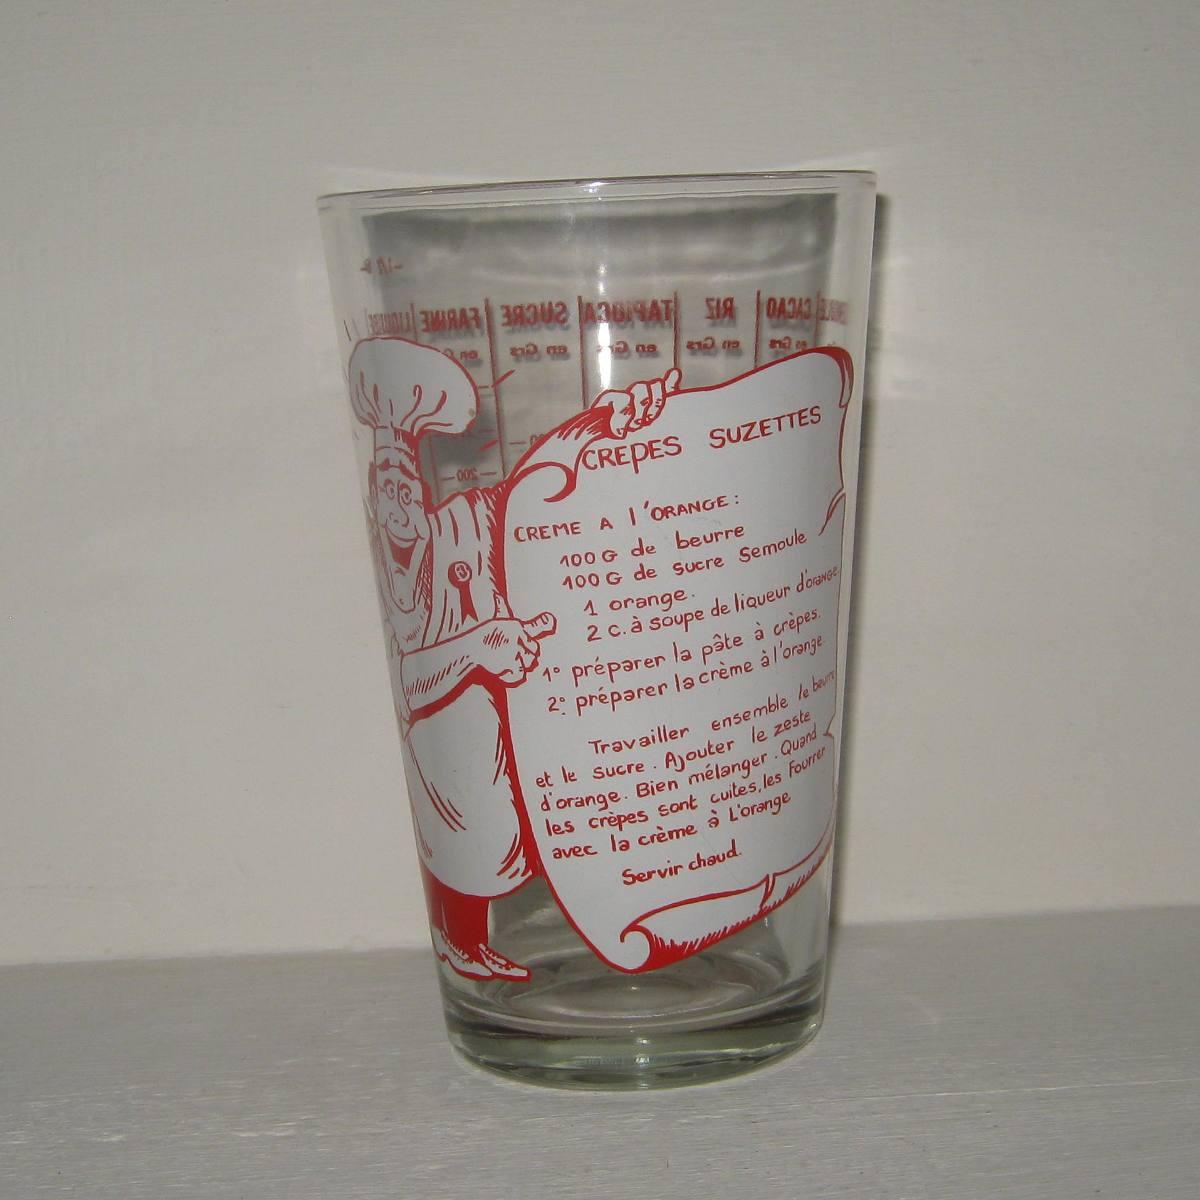 LIQUIDE FARINE SUCRE TAPIOCA RIZ CACAO
en Grs en Grs en Grs en Grs en Grs
200
CREPES SUZETTES
CREME A l'ORANGE :
100 G de beurre
100 G de sucre Semoule
1 orange.
2 c. à soupe de liqueur d'orange.
1° préparer la pâte à crèpes.
2° préparer la crème à l'orange.
Travailler ensemble le beurre
et le sucre. Ajouter le zeste
d'orange. Bien mélanger. Quand
les crèpes sont cuites, les Fourrer
avec la crème à L'orange
Servir chaud.